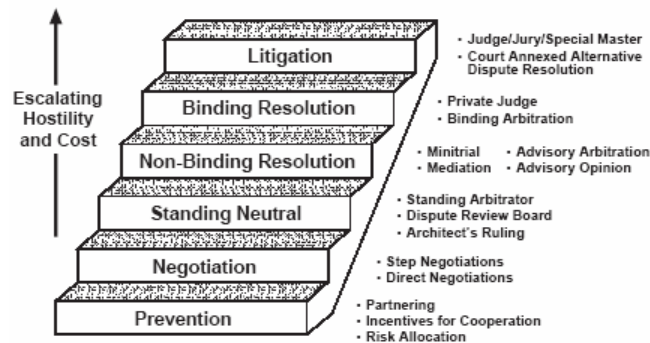 Escalating
Hostility
and Cost
Litigation
• Judge/Jury/Special Master
• Court Annexed Alternative
Dispute Resolution
Binding Resolution
• Private Judge
• Binding Arbitration
Non-Binding Resolution
• Minitrial • Advisory Arbitration
• Mediation • Advisory Opinion
Standing Neutral
• Standing Arbitrator
• Dispute Review Board
• Architect's Ruling
Negotiation
• Step Negotiations
• Direct Negotiations
Prevention
• Partnering
• Incentives for Cooperation
• Risk Allocation